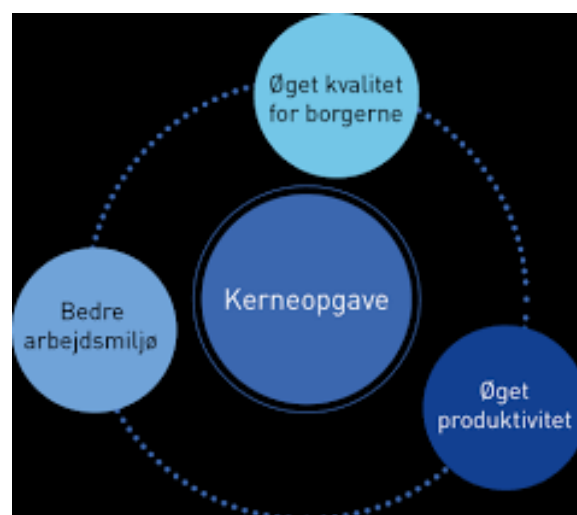 Øget kvalitet
for borgerne
Kerneopgave
Bedre
arbejdsmiljø
Øget
produktivitet